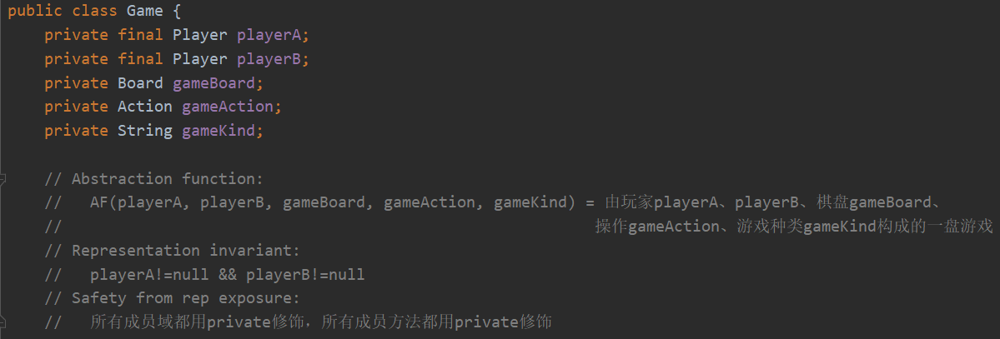 public class Game {
    private final Player playerA;
    private final Player playerB;
    private Board gameBoard;
    private Action gameAction;
    private String gameKind;
    // Abstraction function:
    //   AF(playerA, playerB, gameBoard, gameAction, gameKind) = 由玩家playerA、playerB、棋盘gameBoard、
    //                                                           操作gameAction、游戏种类gameKind构成的一盘游戏
    // Representation invariant:
    //   playerA!=null && playerB!=null
    // Safety from rep exposure:
    //   所有成员域都用private修饰，所有成员方法都用private修饰